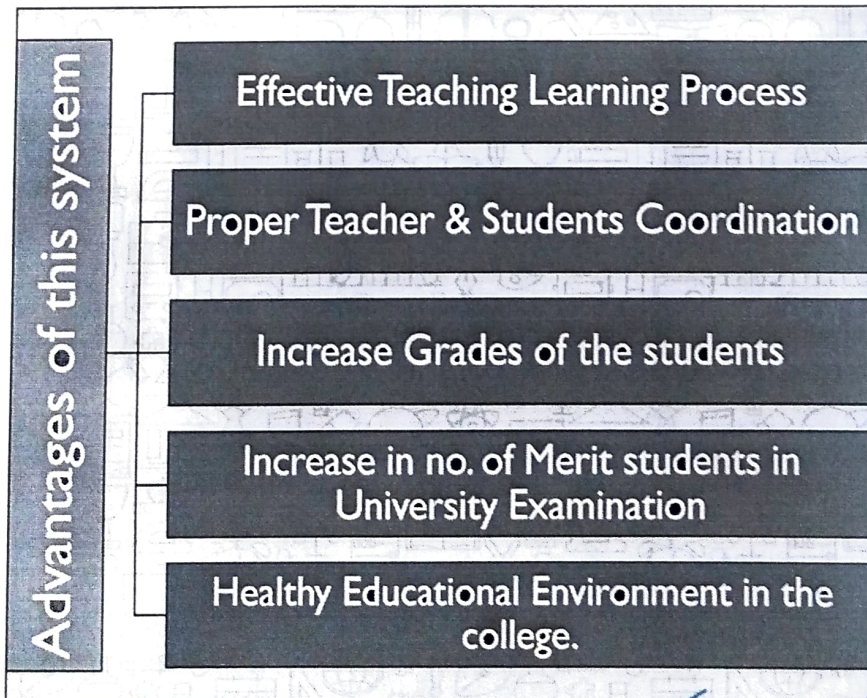 Advantages of this system
Effective Teaching Learning Process
Proper Teacher & Students Coordination
Increase Grades of the students
Increase in no. of Merit students in
University Examination
Healthy Educational Environment in the
college.